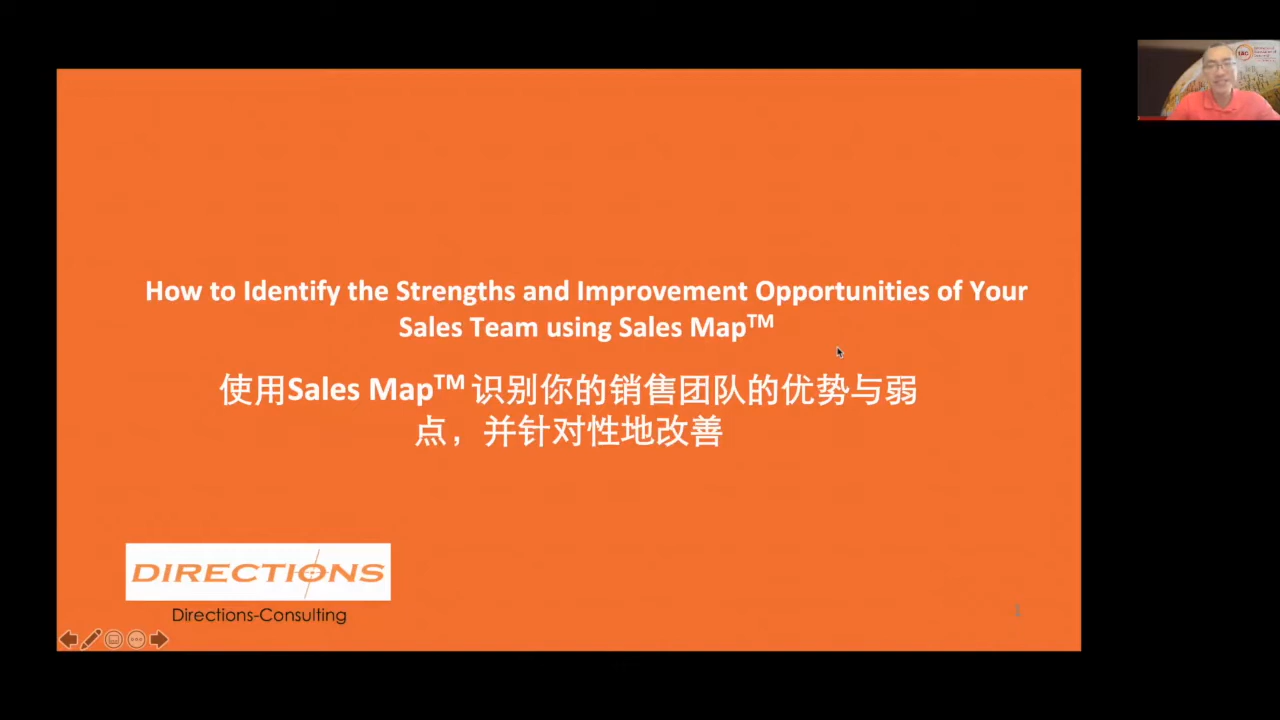 How to Identify the Strengths and Improvement Opportunities of Your
Sales Team using Sales Map™
使用Sales Map™ 识别你的销售团队的优势与弱
点，并针对性地改善
DIRECTIONS
Directions-Consulting
1
IAC